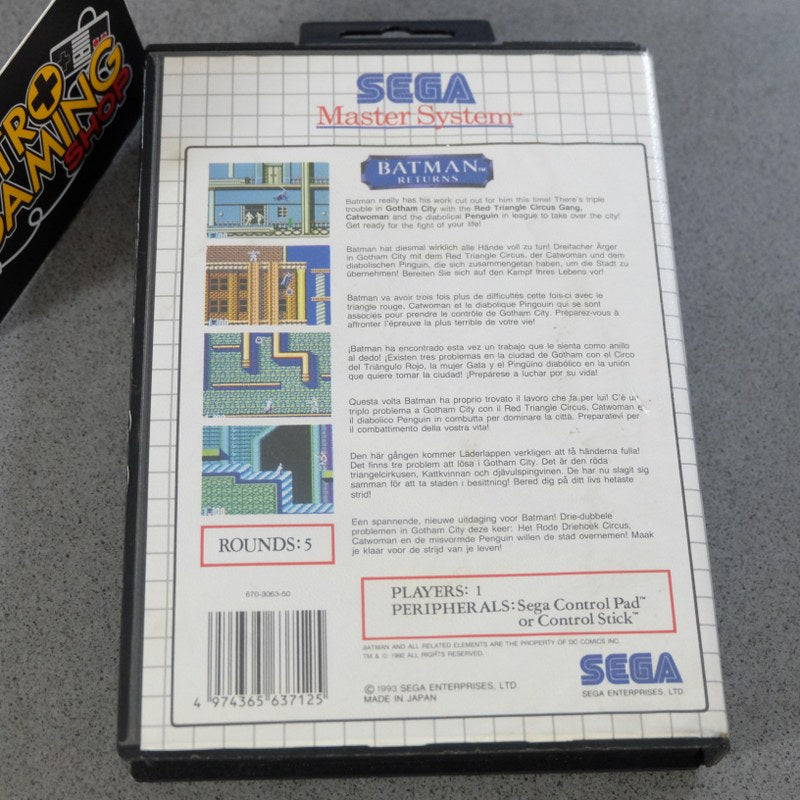 RETRO
GAMING
SHOP
SEGA
Master System™
BATMAN™
RETURNS
Batman really has his work cut out for him this time! There's triple
trouble in Gotham City with the Red Triangle Circus Gang,
Catwoman and the diabolical Penguin in league to take over the city!
Get ready for the fight of your life!
Batman hat diesmal wirklich alle Hände voll zu tun! Dreifacher Ärger
in Gotham City mit dem Red Triangle Circus, der Catwoman und dem
diabolischen Pinguin, die sich zusammengetan haben, um die Stadt zu
übernehmen! Bereiten Sie sich auf den Kampf Ihres Lebens vor!
Batman va avoir trois fois plus de difficultés cette fois-ci avec le
triangle rouge. Catwoman et le diabolique Pingouin qui se sont
associés pour prendre le contrôle de Gotham City. Préparez-vous à
affronter l'épreuve la plus terrible de votre vie!
¡Batman ha encontrado esta vez un trabajo que le sienta como anillo
al dedo! ¡Existen tres problemas en la ciudad de Gotham con el Circo
del Triángulo Rojo, la mujer Gata y el Pingüino diabólico en la unión
que quiere tomar la ciudad! ¡Prepárese a luchar por su vida!
Questa volta Batman ha proprio trovato il lavoro che fa per lui! C'è un
triplo problema a Gotham City con il Red Triangle Circus, Catwoman e
il diabolico Penguin in combutta per dominare la città. Preparatevi per
il combattimento della vostra vita!
Den här gången kommer Läderlappen verkligen att få händerna fulla!
Det finns tre problem att lösa i Gotham City. Det är den röda
triangelcirkusen, Kattkvinnan och djävulspingvinen. De har nu slagit sig
samman för att ta staden i besittning! Bered dig på ditt livs hetaste
strid!
Een spannende, nieuwe uitdaging voor Batman! Drie-dubbele
problemen in Gotham City deze keer: Het Rode Driehoek Circus,
Catwoman en de misvormde Penguin willen de stad overnemen! Maak
je klaar voor de strijd van je leven!
ROUNDS: 5
670-3063-50
PLAYERS: 1
PERIPHERALS: Sega Control Pad™
or Control Stick™
BATMAN AND ALL RELATED ELEMENTS ARE THE PROPERTY OF DC COMICS INC.
TM & © 1992 ALL RIGHTS RESERVED.
4 974365 637125
© 1993 SEGA ENTERPRISES, LTD.
MADE IN JAPAN
SEGA
SEGA ENTERPRISES, LTD